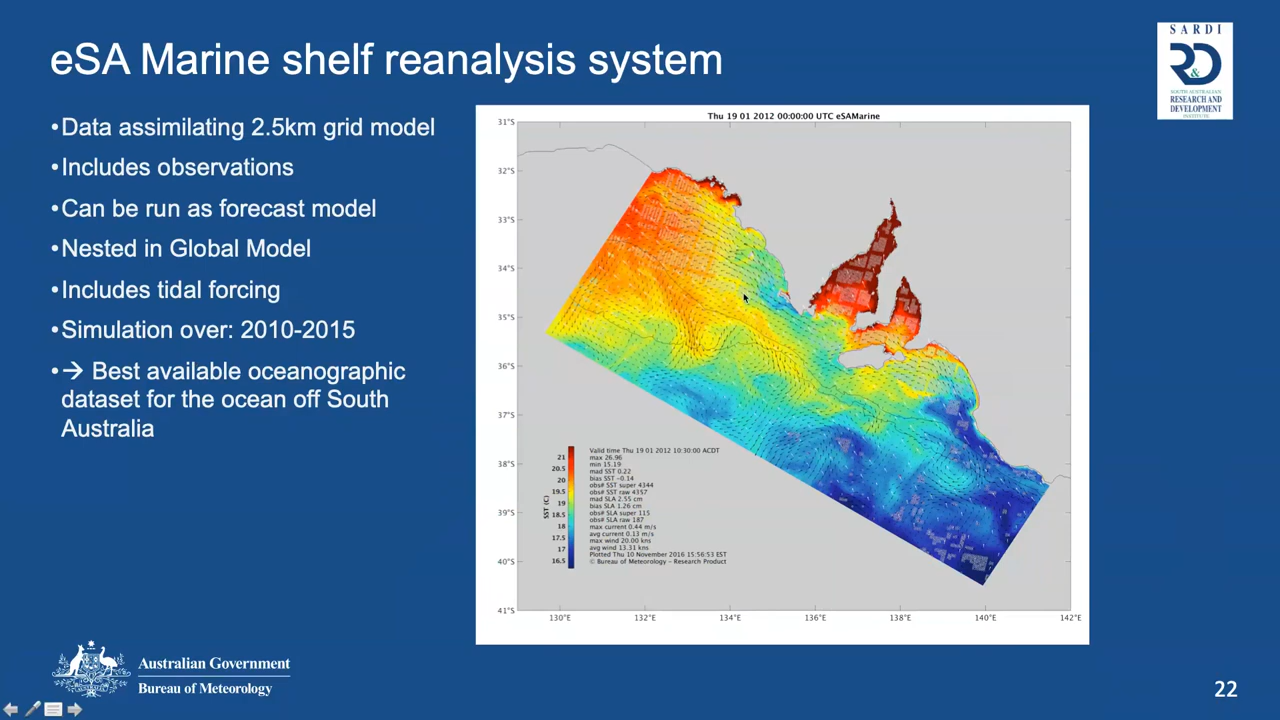 eSA Marine shelf reanalysis system
SARDI
R&D
SOUTH AUSTRALIAN
RESEARCH AND
DEVELOPMENT
INSTITUTE
•Data assimilating 2.5km grid model
•Includes observations
•Can be run as forecast model
•Nested in Global Model
•Includes tidal forcing
•Simulation over: 2010-2015
•→ Best available oceanographic
dataset for the ocean off South
Australia
Thu 19 01 2012 00:00:00 UTC eSAMarine
31°S
32°S
33°S
34°S
35°S
36°S
37°S
38°S
39°S
40°S
41°S
130°E 132°E 134°E 136°E 138°E 140°E 142°E
SST (C)
21
20.5
20
19.5
19
18.5
18
17.5
17
16.5
Valid time Thu 19 01 2012 10:30:00 ACDT
max 26.96
min 15.19
mad SST 0.22
bias SST -0.14
obs# SST super 4344
obs# SST raw 4357
mad SLA 2.55 cm
bias SLA 1.26 cm
obs# SLA super 115
obs# SLA raw 187
max current 0.44 m/s
avg current 0.13 m/s
max wind 20.00 kns
avg wind 13.31 kns
Plotted Thu 10 November 2016 15:56:53 EST
© Bureau of Meteorology - Research Product
Australian Government
Bureau of Meteorology
22